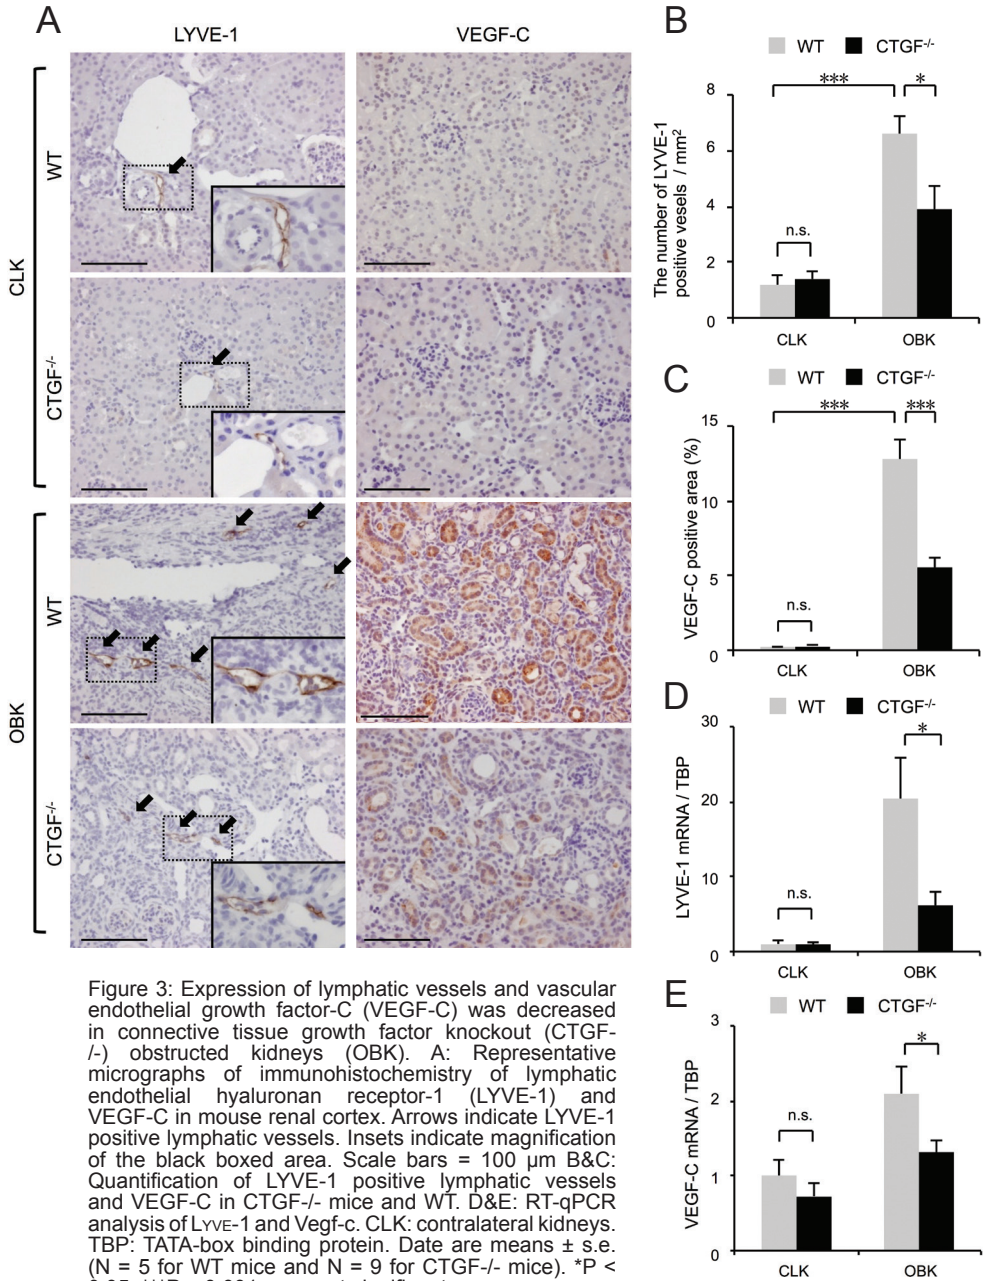 A
LYVE-1 VEGF-C
CLK
WT
CTGF-/-
OBK
WT
CTGF-/-
B
WT CTGF-/-
*** *
n.s.
The number of LYVE-1
positive vesels / mm2
8
6
4
2
0
CLK OBK
C
WT CTGF-/-
*** ***
n.s.
VEGF-C positive area (%)
15
10
5
0
CLK OBK
D
WT CTGF-/-
*
n.s.
LYVE-1 mRNA / TBP
30
20
10
0
CLK OBK
E
WT CTGF-/-
*
n.s.
VEGF-C mRNA / TBP
3
2
1
0
CLK OBK
Figure 3: Expression of lymphatic vessels and vascular
endothelial growth factor-C (VEGF-C) was decreased
in connective tissue growth factor knockout (CTGF-
/-) obstructed kidneys (OBK). A: Representative
micrographs of immunohistochemistry of lymphatic
endothelial hyaluronan receptor-1 (LYVE-1) and
VEGF-C in mouse renal cortex. Arrows indicate LYVE-1
positive lymphatic vessels. Insets indicate magnification
of the black boxed area. Scale bars = 100 µm B&C:
Quantification of LYVE-1 positive lymphatic vessels
and VEGF-C in CTGF-/- mice and WT. D&E: RT-qPCR
analysis of LYVE-1 and Vegf-c. CLK: contralateral kidneys.
TBP: TATA-box binding protein. Date are means ± s.e.
(N = 5 for WT mice and N = 9 for CTGF-/- mice). *P <